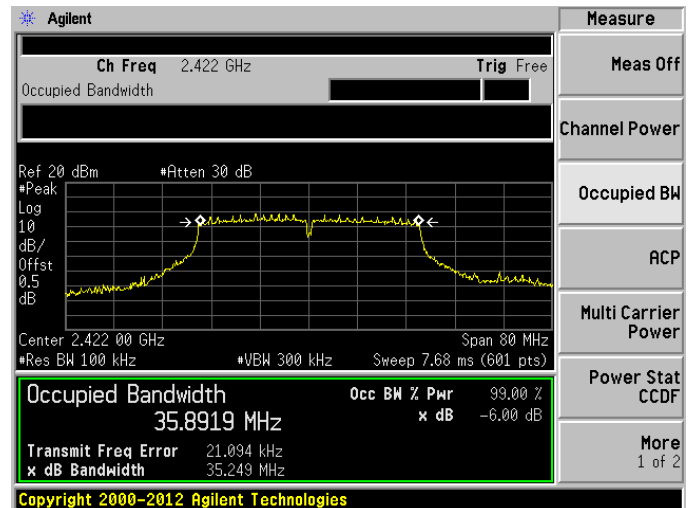 Agilent
Measure
Ch Freq 2.422 GHz Trig Free
Occupied Bandwidth
Meas Off
Channel Power
Occupied BW
ACP
Multi Carrier
Power
Power Stat
CCDF
More
1 of 2
Ref 20 dBm #Atten 30 dB
#Peak
Log
10
dB/
Offst
0.5
dB
Center 2.422 00 GHz Span 80 MHz
#Res BW 100 kHz #VBW 300 kHz Sweep 7.68 ms (601 pts)
Occupied Bandwidth Occ BW % Pwr 99.00 %
35.8919 MHz x dB -6.00 dB
Transmit Freq Error 21.094 kHz
x dB Bandwidth 35.249 MHz
Copyright 2000-2012 Agilent Technologies